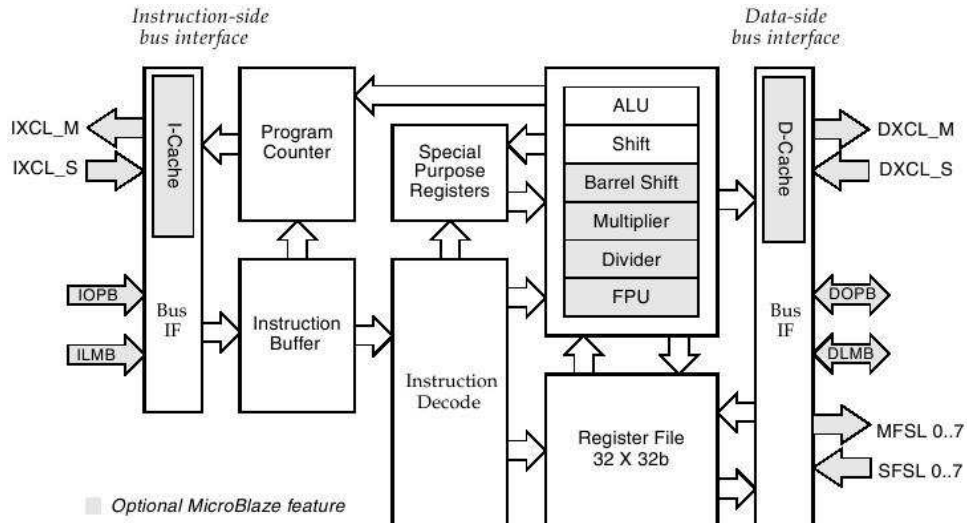 Instruction-side
bus interface
Data-side
bus interface
IXCL_M
IXCL_S
I-Cache
Program
Counter
Special
Purpose
Registers
ALU
Shift
Barrel Shift
Multiplier
Divider
FPU
D-Cache
DXCL_M
DXCL_S
IOPB
ILMB
Bus
IF
Instruction
Buffer
Instruction
Decode
Register File
32 X 32b
Bus
IF
DOPB
DLMB
MFSL 0..7
SFSL 0..7
Optional MicroBlaze feature